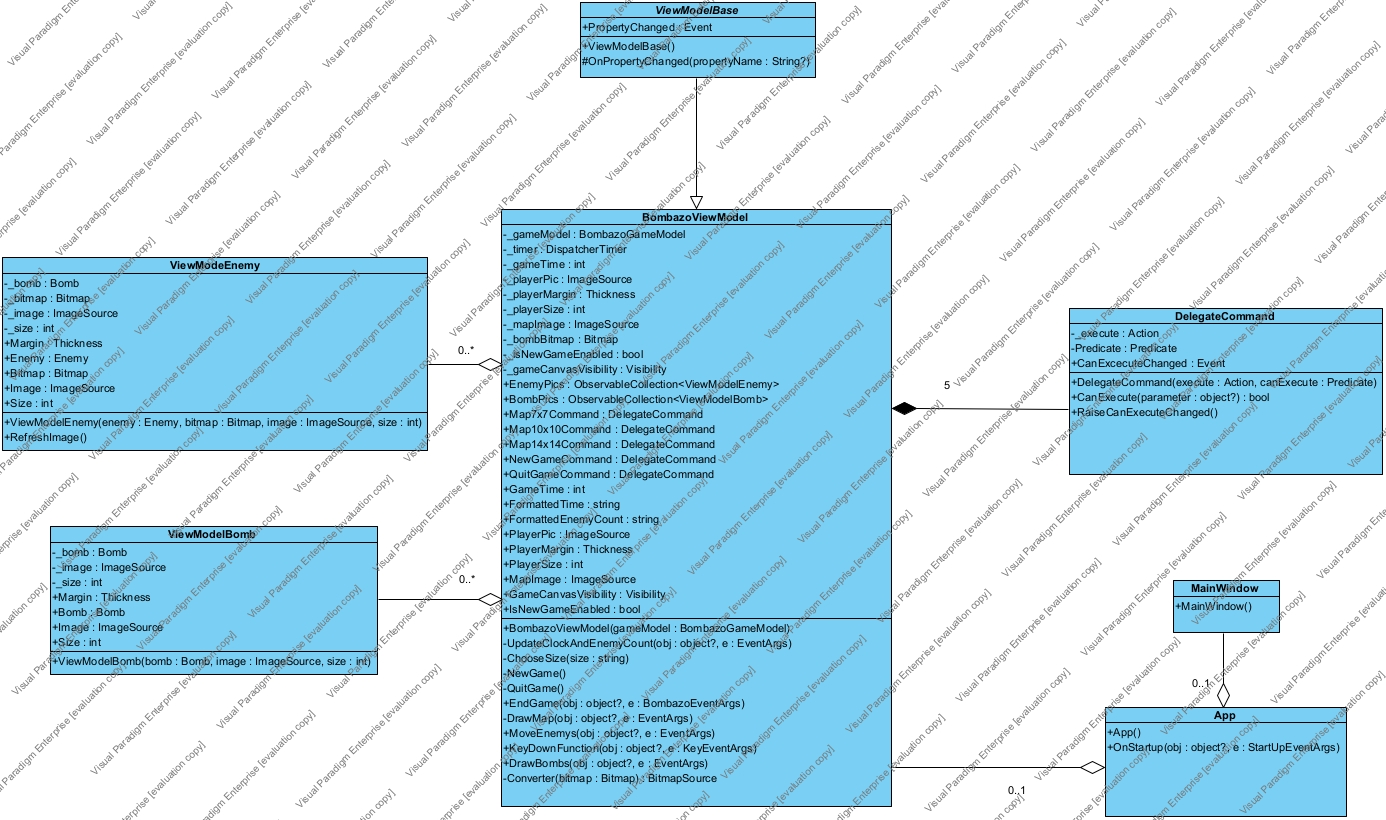 ViewModelBase
+PropertyChanged : Event
+ViewModelBase()
#OnPropertyChanged(propertyName : String?)
BombazoViewModel
-_gameModel : BombazoGameModel
-_timer : DispatcherTimer
-_gameTime : int
-_playerPic : ImageSource
-_playerMargin : Thickness
-_playerSize : int
-_mapImage : ImageSource
-_bombBitmap : Bitmap
-_isNewGameEnabled : bool
-_gameCanvasVisibility : Visibility
+EnemyPics : ObservableCollection<ViewModelEnemy>
+BombPics : ObservableCollection<ViewModelBomb>
+Map7x7Command : DelegateCommand
+Map10x10Command : DelegateCommand
+Map14x14Command : DelegateCommand
+NewGameCommand : DelegateCommand
+QuitGameCommand : DelegateCommand
+GameTime : int
+FormattedTime : string
+FormattedEnemyCount : string
+PlayerPic : ImageSource
+PlayerMargin : Thickness
+PlayerSize : int
+MapImage : ImageSource
+GameCanvasVisibility : Visibility
+IsNewGameEnabled : bool
+BombazoViewModel(gameModel : BombazoGameModel)
-UpdateClockAndEnemyCount(obj : object?, e : EventArgs)
-ChooseSize(size : string)
-NewGame()
-QuitGame()
+EndGame(obj : object?, e : BombazoEventArgs)
-DrawMap(obj : object?, e : EventArgs)
+MoveEnemys(obj : object?, e : EventArgs)
+KeyDownFunction(obj : object?, e : KeyEventArgs)
+DrawBombs(obj : object?, e : EventArgs)
-Converter(bitmap : Bitmap) : BitmapSource
ViewModeEnemy
-_bomb : Bomb
-_bitmap : Bitmap
-_image : ImageSource
-_size : int
+Margin : Thickness
+Enemy : Enemy
+Bitmap : Bitmap
+Image : ImageSource
+Size : int
+ViewModelEnemy(enemy : Enemy, bitmap : Bitmap, image : ImageSource, size : int)
+RefreshImage()
0..*
ViewModelBomb
-_bomb : Bomb
-_image : ImageSource
-_size : int
+Margin : Thickness
+Bomb : Bomb
+Image : ImageSource
+Size : int
+ViewModelBomb(bomb : Bomb, image : ImageSource, size : int)
0..*
5
DelegateCommand
-_execute : Action
-Predicate : Predicate
+CanExcecuteChanged : Event
+DelegateCommand(execute : Action, canExecute : Predicate)
+CanExecute(parameter : object?) : bool
+RaiseCanExecuteChanged()
MainWindow
+MainWindow()
0..1
App
+App()
+OnStartup(obj : object?, e : StartUpEventArgs)
0..1
Visual Paradigm Enterprise [evaluation copy]